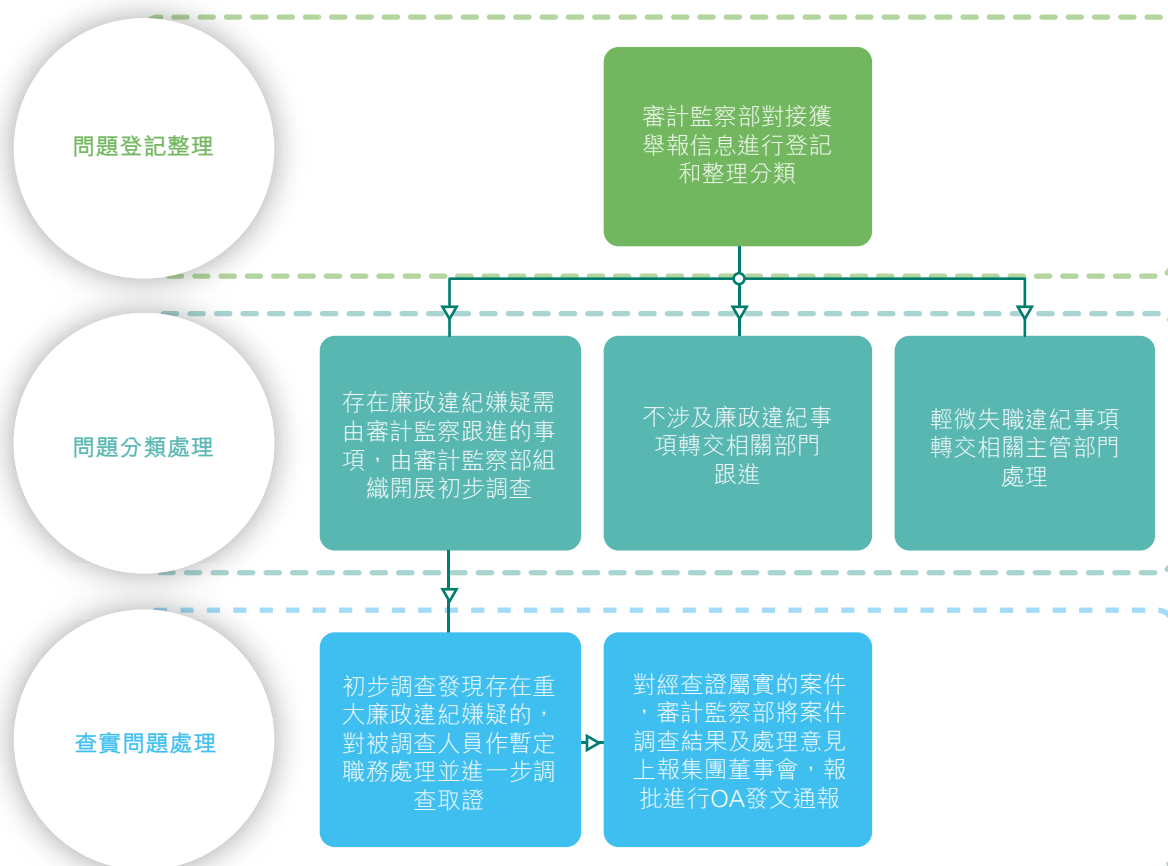 問題登記整理
審計監察部對接獲
舉報信息進行登記
和整理分類
問題分類處理
存在廉政違紀嫌疑需
由審計監察跟進的事
項，由審計監察部組
織開展初步調查
不涉及廉政違紀事
項轉交相關部門
跟進
輕微失職違紀事項
轉交相關主管部門
處理
查實問題處理
初步調查發現存在重
大廉政違紀嫌疑的，
對被調查人員作暫定
職務處理並進一步調
查取證
對經查證屬實的案件
，審計監察部將案件
調查結果及處理意見
上報集團董事會，報
批進行OA發文通報